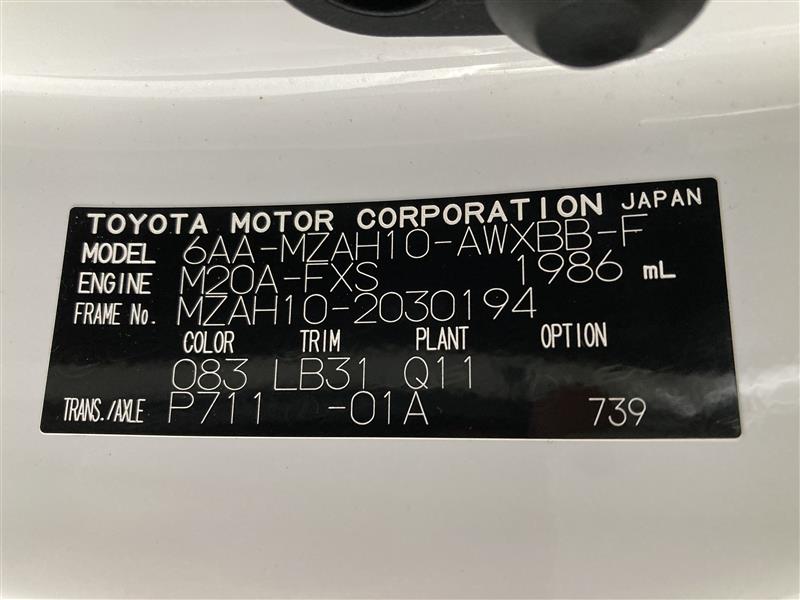 TOYOTA MOTOR CORPORATION JAPAN
MODEL 6AA-MZAH10-AWXBB-F
ENGINE M20A-FXS 1986 mL
FRAME No. MZAH10-2030194
COLOR TRIM PLANT OPTION
083 LB31 Q11
TRANS./AXLE P711 -01A 739